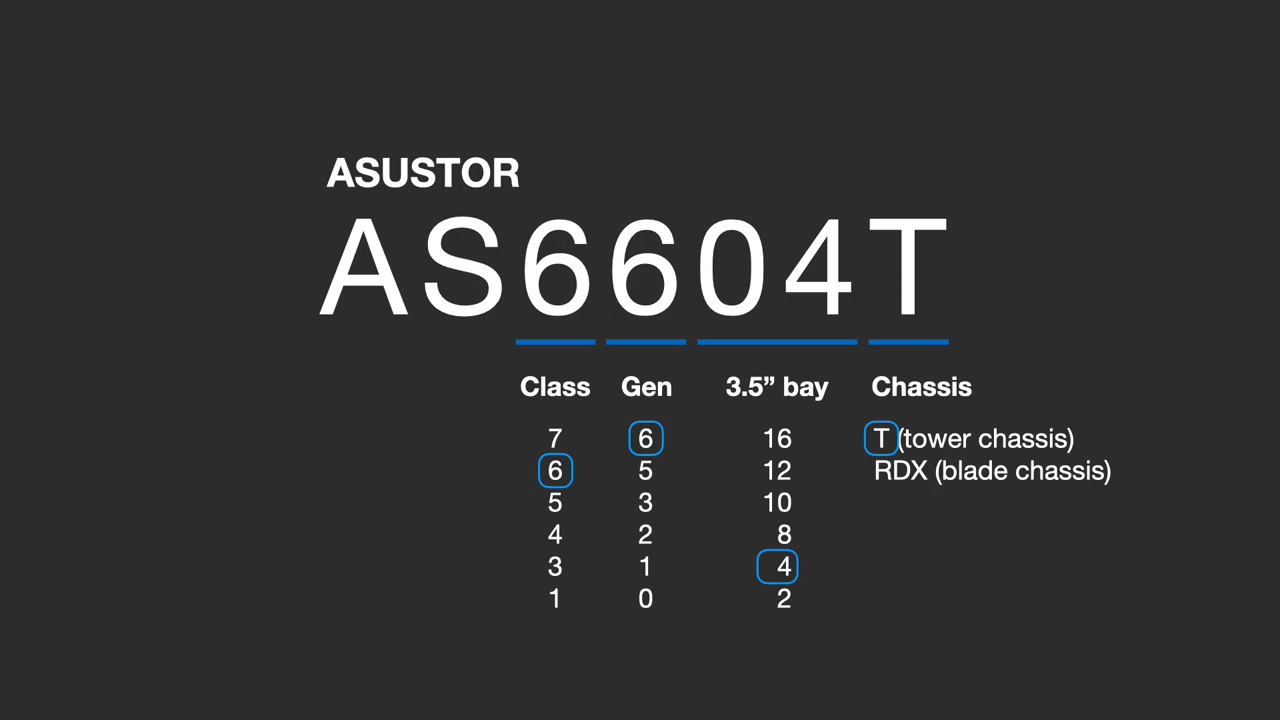 ASUSTOR
AS6604T
Class Gen 3.5” bay Chassis
7 6 16 T (tower chassis)
6 5 12 RDX (blade chassis)
5 3 10
4 2 8
3 1 4
1 0 2